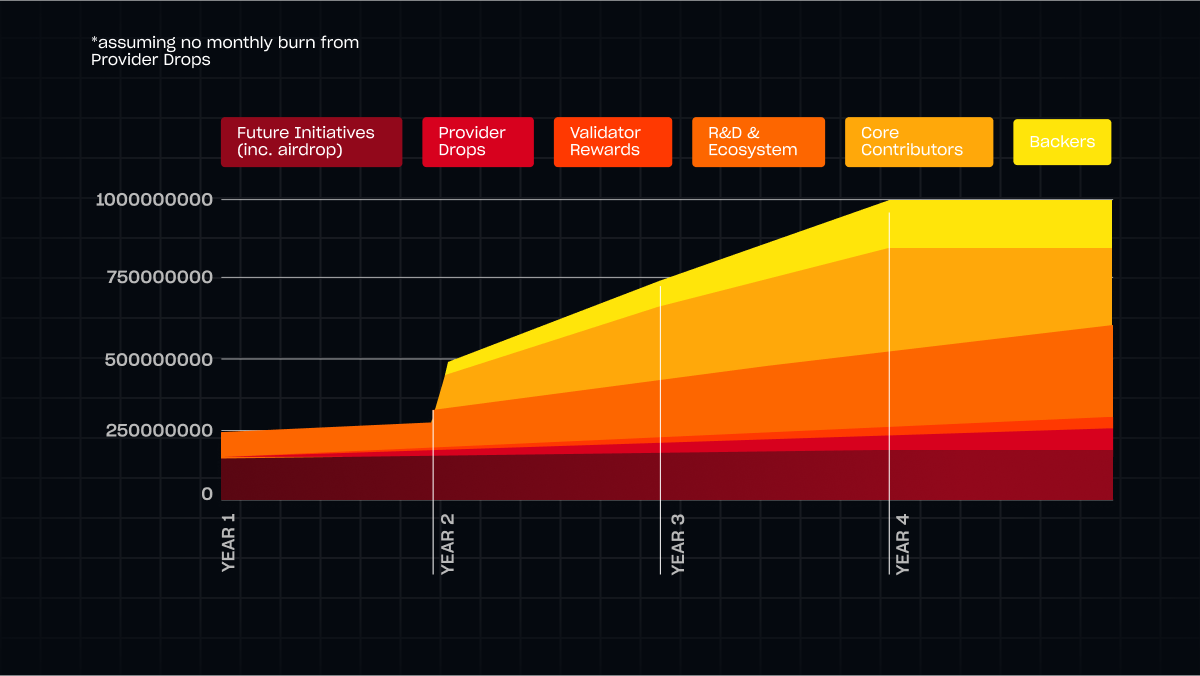 *assuming no monthly burn from
Provider Drops
Future Initiatives
(inc. airdrop)
Provider
Drops
Validator
Rewards
R&D &
Ecosystem
Core
Contributors
Backers
1000000000
750000000
500000000
250000000
0
YEAR 1
YEAR 2
YEAR 3
YEAR 4